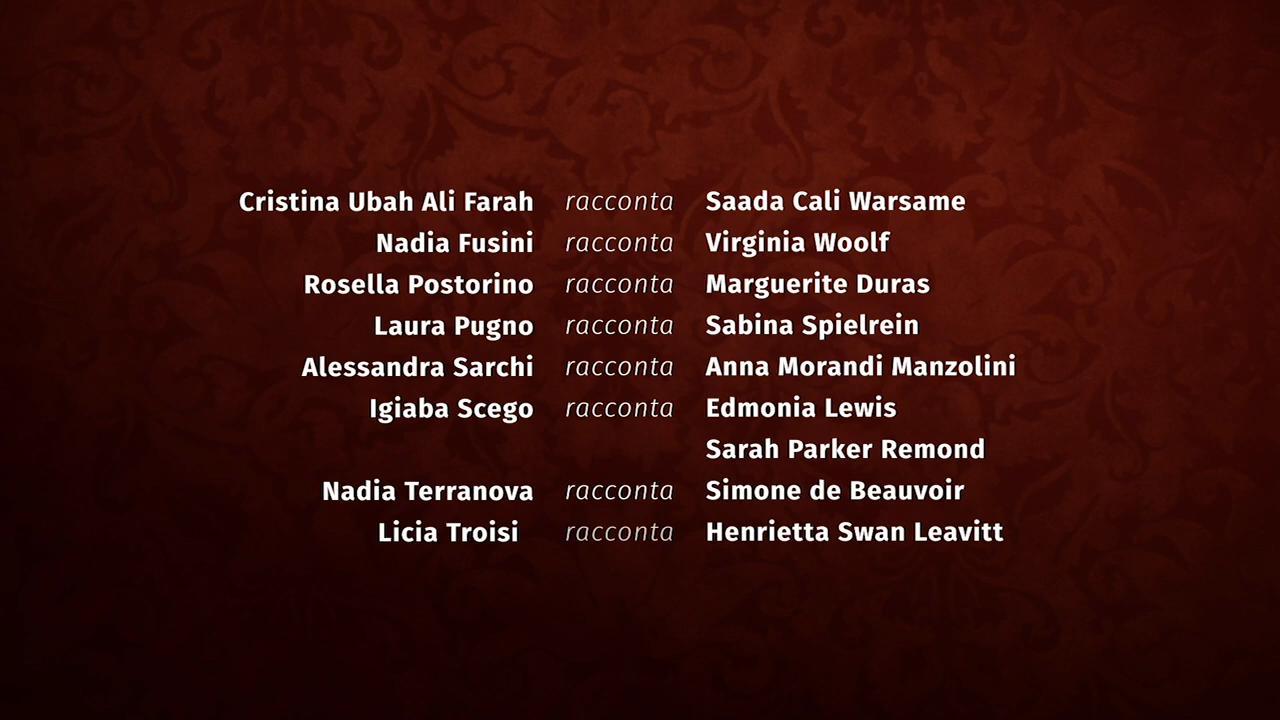 Cristina Ubah Ali Farah racconta Saada Cali Warsame
Nadia Fusini racconta Virginia Woolf
Rosella Postorino racconta Marguerite Duras
Laura Pugno racconta Sabina Spielrein
Alessandra Sarchi racconta Anna Morandi Manzolini
Igiaba Scego racconta Edmonia Lewis
Sarah Parker Remond
Nadia Terranova racconta Simone de Beauvoir
Licia Troisi racconta Henrietta Swan Leavitt